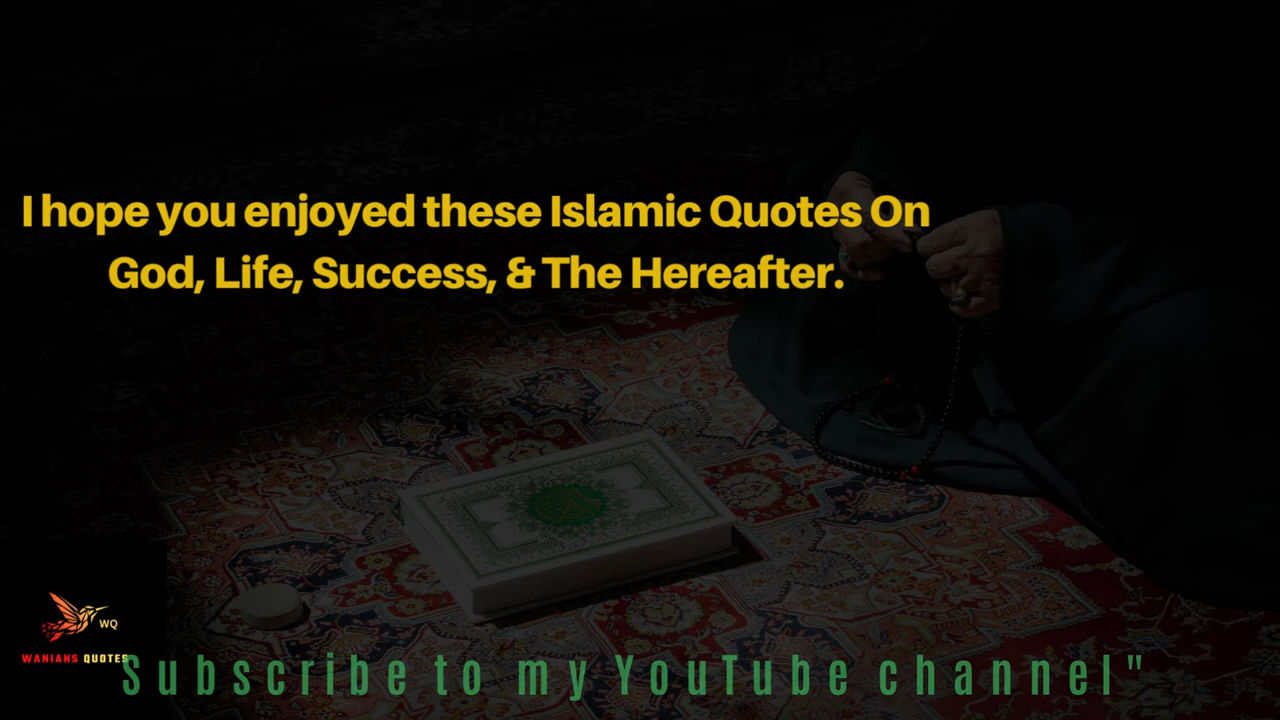 I hope you enjoyed these Islamic Quotes On
God, Life, Success, & The Hereafter.
WQ
WANIANS QUOTES
Subscribe to my YouTube channel"